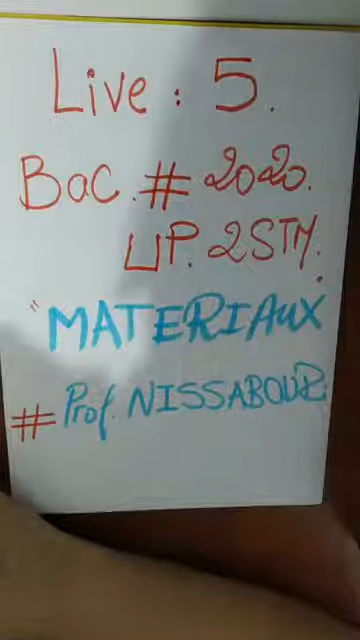 Live : 5.
Bac. # 2020.
UP. 2STM.
"MATERIAUX
# Prof. NISSABOUR